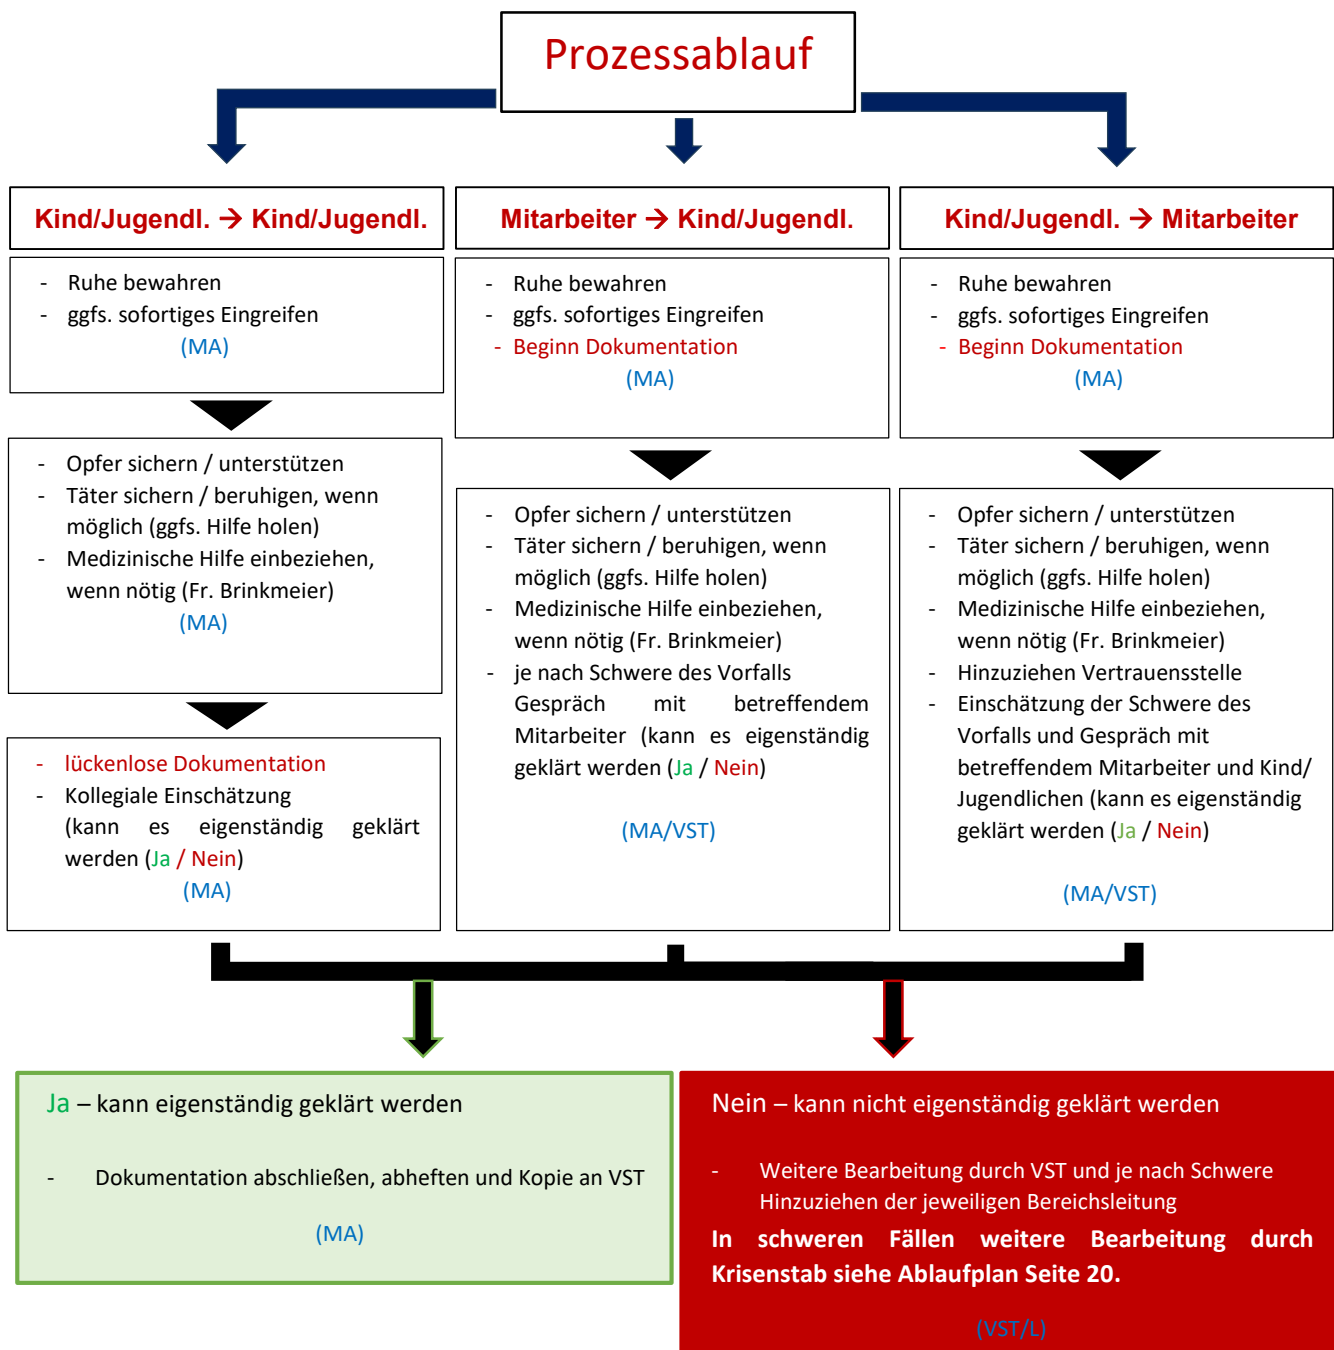 Prozessablauf
Kind/Jugendl. → Kind/Jugendl.
- Ruhe bewahren
- ggfs. sofortiges Eingreifen
(MA)
- Opfer sichern / unterstützen
- Täter sichern / beruhigen, wenn
möglich (ggfs. Hilfe holen)
- Medizinische Hilfe einbeziehen,
wenn nötig (Fr. Brinkmeier)
(MA)
- lückenlose Dokumentation
- Kollegiale Einschätzung
(kann es eigenständig geklärt
werden (Ja / Nein)
(MA)
Mitarbeiter → Kind/Jugendl.
- Ruhe bewahren
- ggfs. sofortiges Eingreifen
- Beginn Dokumentation
(MA)
- Opfer sichern / unterstützen
- Täter sichern / beruhigen, wenn
möglich (ggfs. Hilfe holen)
- Medizinische Hilfe einbeziehen,
wenn nötig (Fr. Brinkmeier)
- je nach Schwere des Vorfalls
Gespräch mit betreffendem
Mitarbeiter (kann es eigenständig
geklärt werden (Ja / Nein)
(MA/VST)
Kind/Jugendl. → Mitarbeiter
- Ruhe bewahren
- ggfs. sofortiges Eingreifen
- Beginn Dokumentation
(MA)
- Opfer sichern / unterstützen
- Täter sichern / beruhigen, wenn
möglich (ggfs. Hilfe holen)
- Medizinische Hilfe einbeziehen,
wenn nötig (Fr. Brinkmeier)
- Hinzuziehen Vertrauensstelle
- Einschätzung der Schwere des
Vorfalls und Gespräch mit
betreffendem Mitarbeiter und Kind/
Jugendlichen (kann es eigenständig
geklärt werden (Ja / Nein)
(MA/VST)
Ja – kann eigenständig geklärt werden
- Dokumentation abschließen, abheften und Kopie an VST
(MA)
Nein – kann nicht eigenständig geklärt werden
- Weitere Bearbeitung durch VST und je nach Schwere
Hinzuziehen der jeweiligen Bereichsleitung
In schweren Fällen weitere Bearbeitung durch
Krisenstab siehe Ablaufplan Seite 20.
(VST/L)